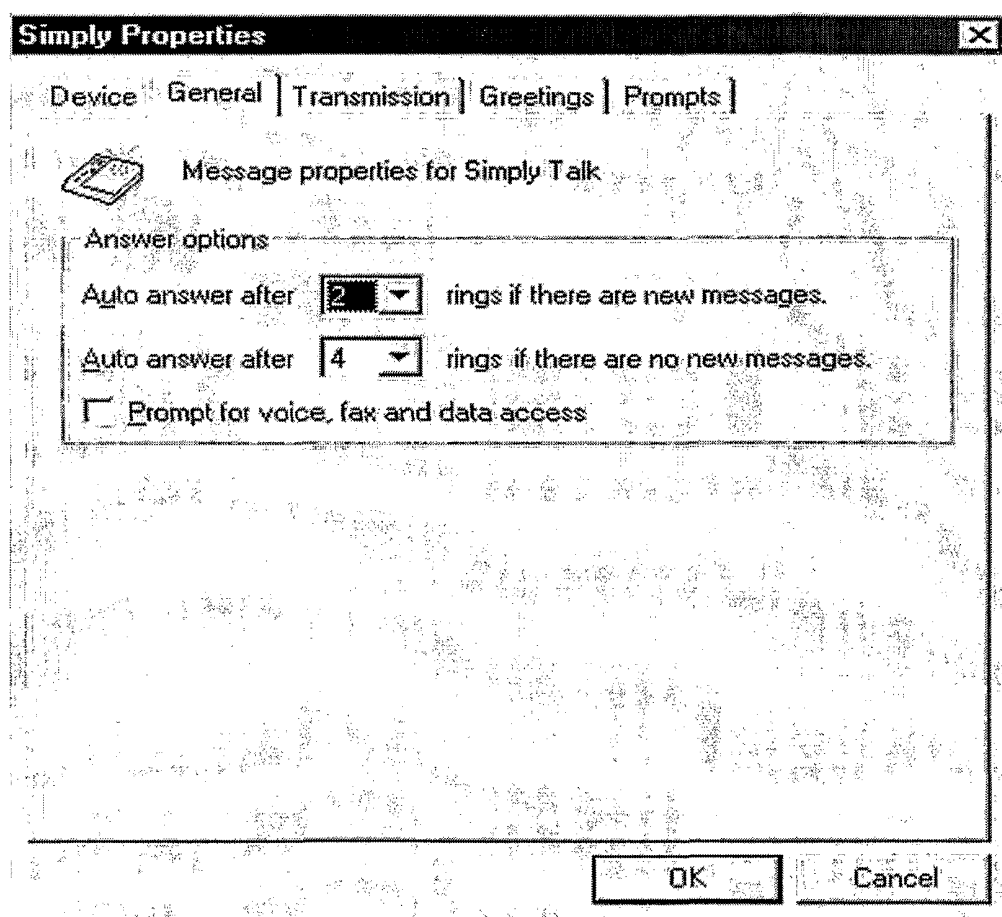 Simply Properties
Device General Transmission Greetings Prompts
Message properties for Simply Talk
Answer options
Auto answer after 2 rings if there are new messages.
Auto answer after 4 rings if there are no new messages.
Prompt for voice, fax and data access
OK Cancel